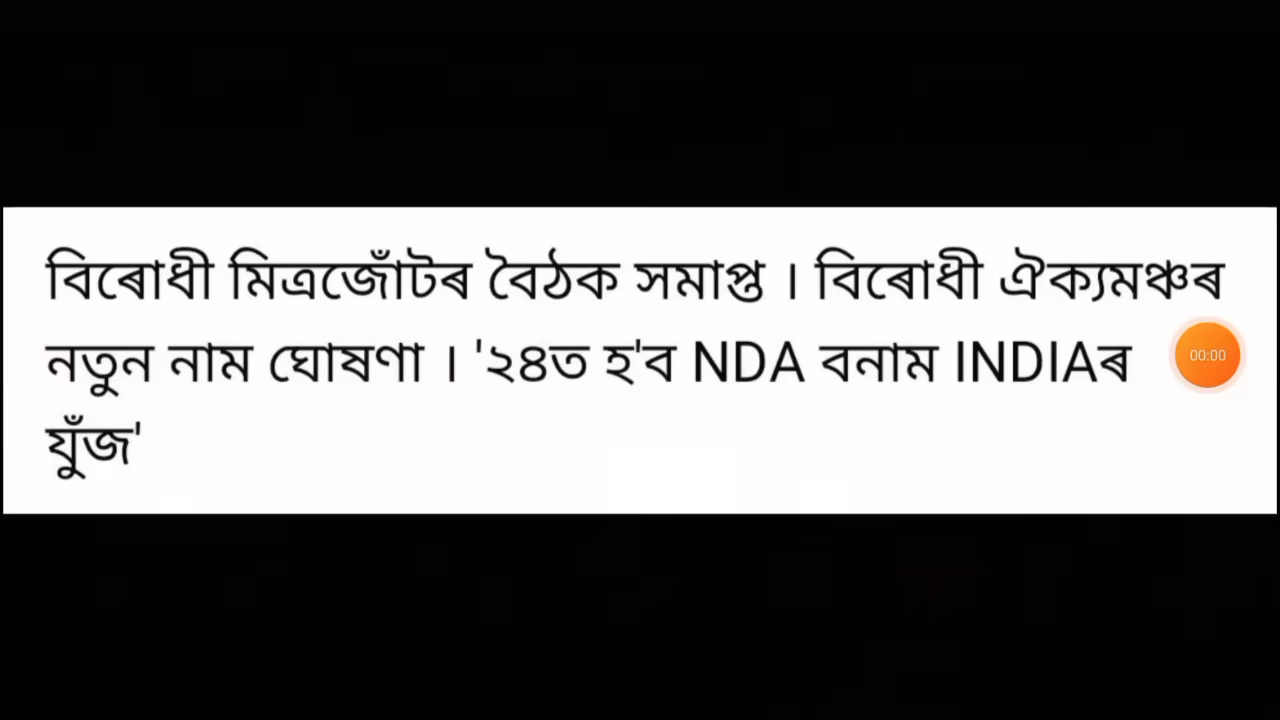 বিৰোধী মিত্ৰজোঁটৰ বৈঠক সমাপ্ত । বিৰোধী ঐক্যমঞ্চৰ
নতুন নাম ঘোষণা । '২৪ত হ'ব NDA বনাম INDIAৰ
যুঁজ'
00:00